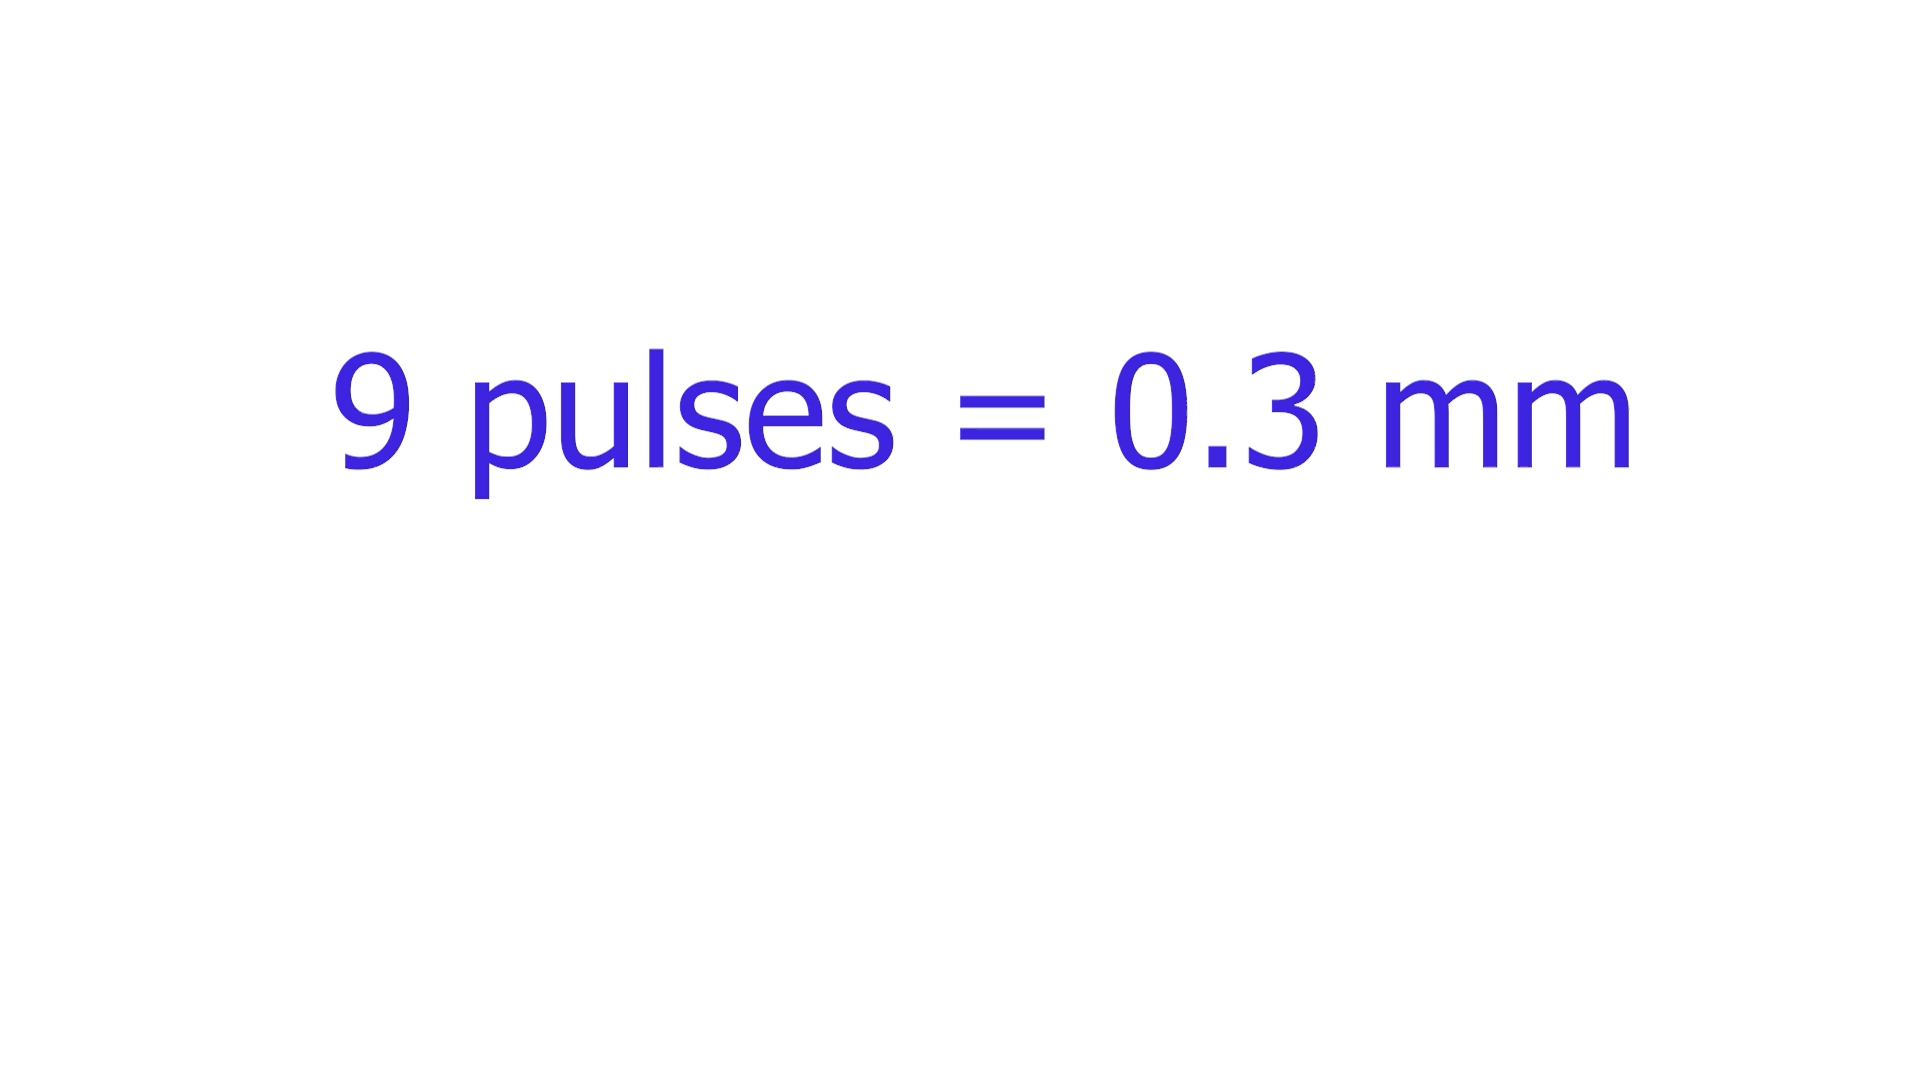 9 pulses = 0.3 mm